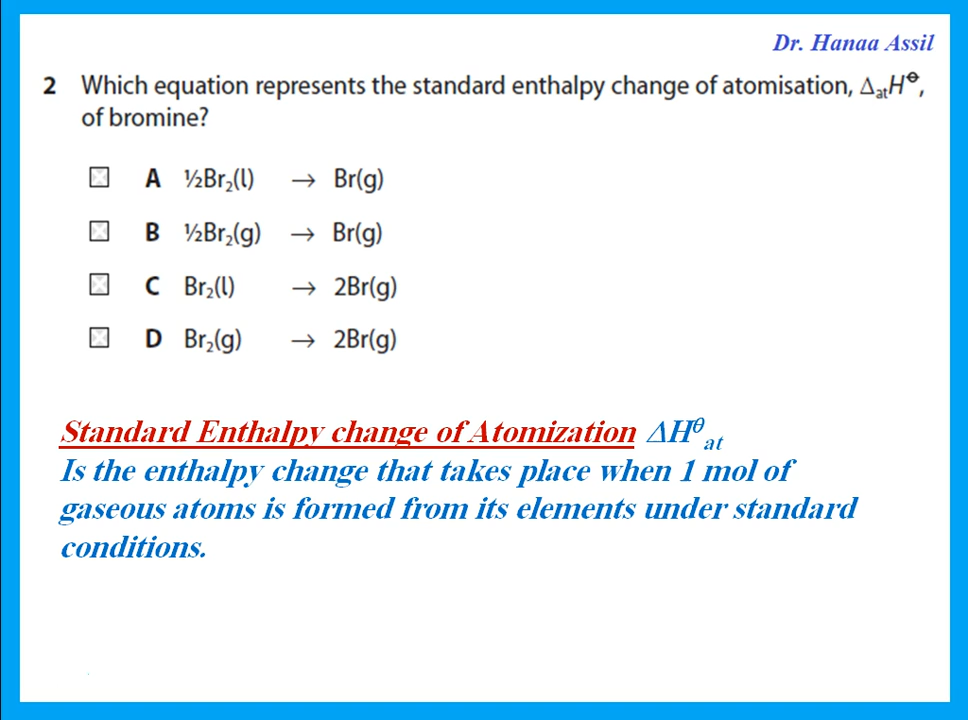 Dr. Hanaa Assil
2 Which equation represents the standard enthalpy change of atomisation, ΔₐₜH⦵,
of bromine?
A ½Br₂(l) → Br(g)
B ½Br₂(g) → Br(g)
C Br₂(l) → 2Br(g)
D Br₂(g) → 2Br(g)
Standard Enthalpy change of Atomization ΔHᶿₐₜ
Is the enthalpy change that takes place when 1 mol of
gaseous atoms is formed from its elements under standard
conditions.